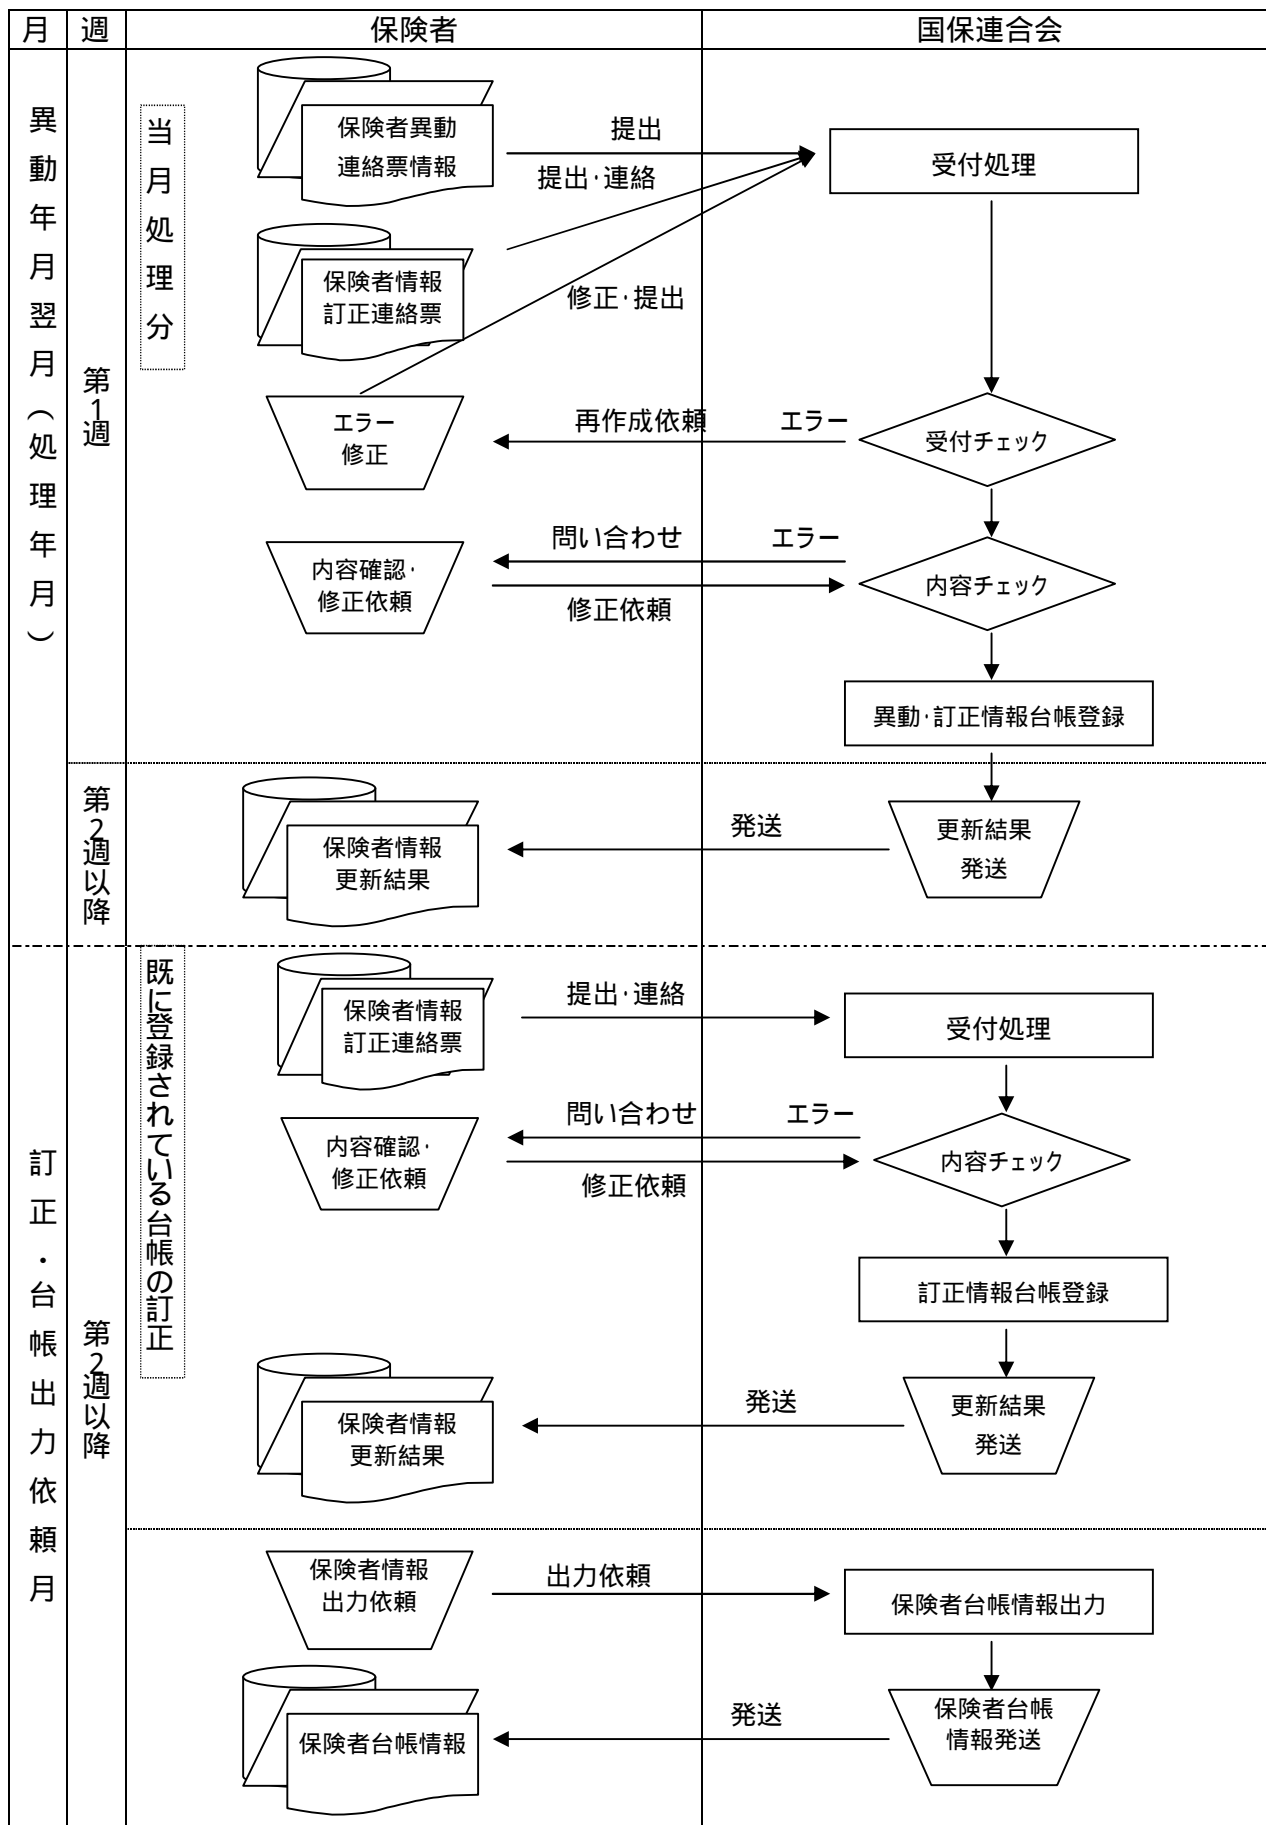 月
週
保険者
国保連合会
異動年月翌月（処理年月）
第1週
当月処理分
保険者異動
連絡票情報
提出
受付処理
提出・連絡
保険者情報
訂正連絡票
修正・提出
エラー
修正
再作成依頼
エラー
受付チェック
問い合わせ
エラー
内容確認・
修正依頼
内容チェック
修正依頼
異動・訂正情報台帳登録
第2週以降
保険者情報
更新結果
発送
更新結果
発送
訂正・台帳出力依頼月
第2週以降
既に登録されている台帳の訂正
保険者情報
訂正連絡票
提出・連絡
受付処理
問い合わせ
エラー
内容確認・
修正依頼
内容チェック
修正依頼
訂正情報台帳登録
保険者情報
更新結果
発送
更新結果
発送
保険者情報
出力依頼
出力依頼
保険者台帳情報出力
保険者台帳情報
発送
保険者台帳
情報発送